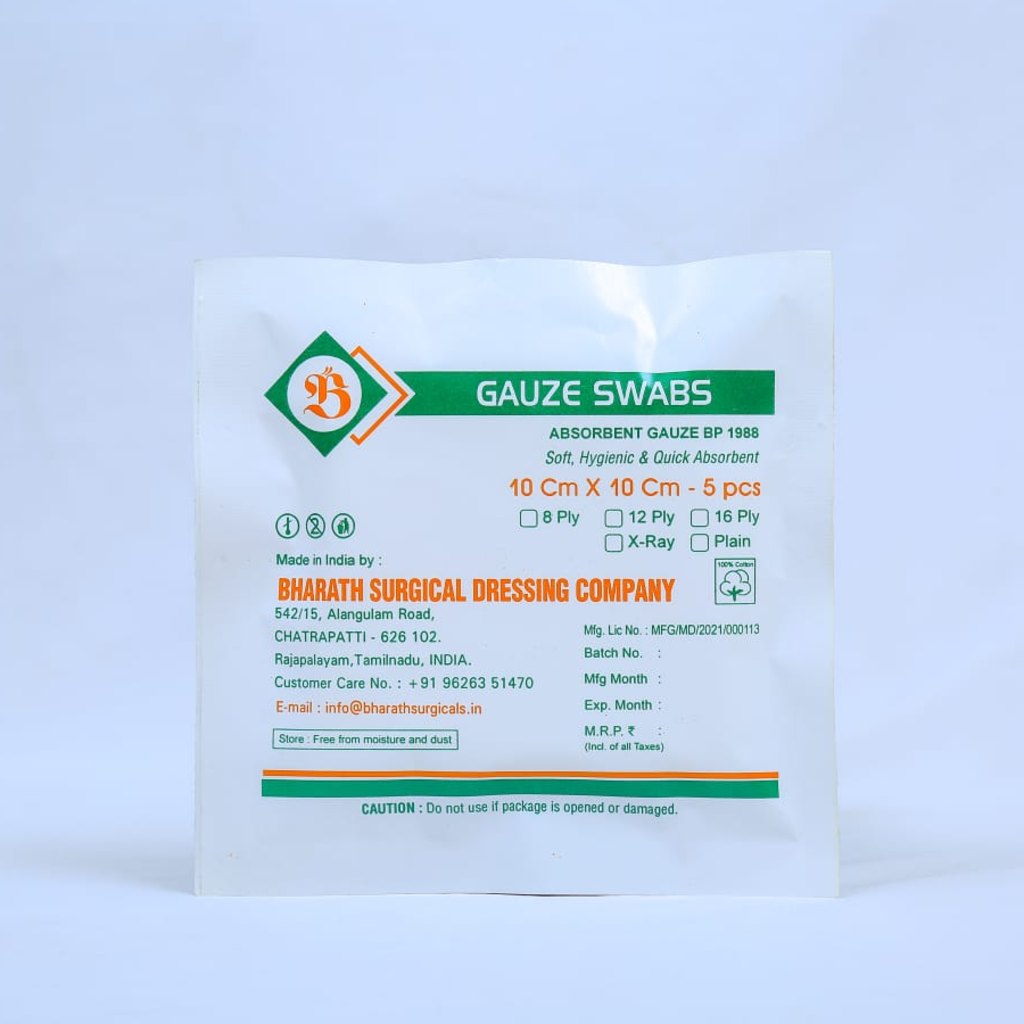 B
GAUZE SWABS
ABSORBENT GAUZE BP 1988
Soft, Hygienic & Quick Absorbent
10 Cm X 10 Cm - 5 pcs
8 Ply 12 Ply 16 Ply
X-Ray Plain
100% Cotton
Made in India by :
BHARATH SURGICAL DRESSING COMPANY
542/15, Alangulam Road,
CHATRAPATTI - 626 102.
Rajapalayam,Tamilnadu, INDIA.
Customer Care No. : +91 96263 51470
E-mail : info@bharathsurgicals.in
Store : Free from moisture and dust
Mfg. Lic No. : MFG/MD/2021/000113
Batch No. :
Mfg Month :
Exp. Month :
M.R.P. ₹ :
(Incl. of all Taxes)
CAUTION : Do not use if package is opened or damaged.